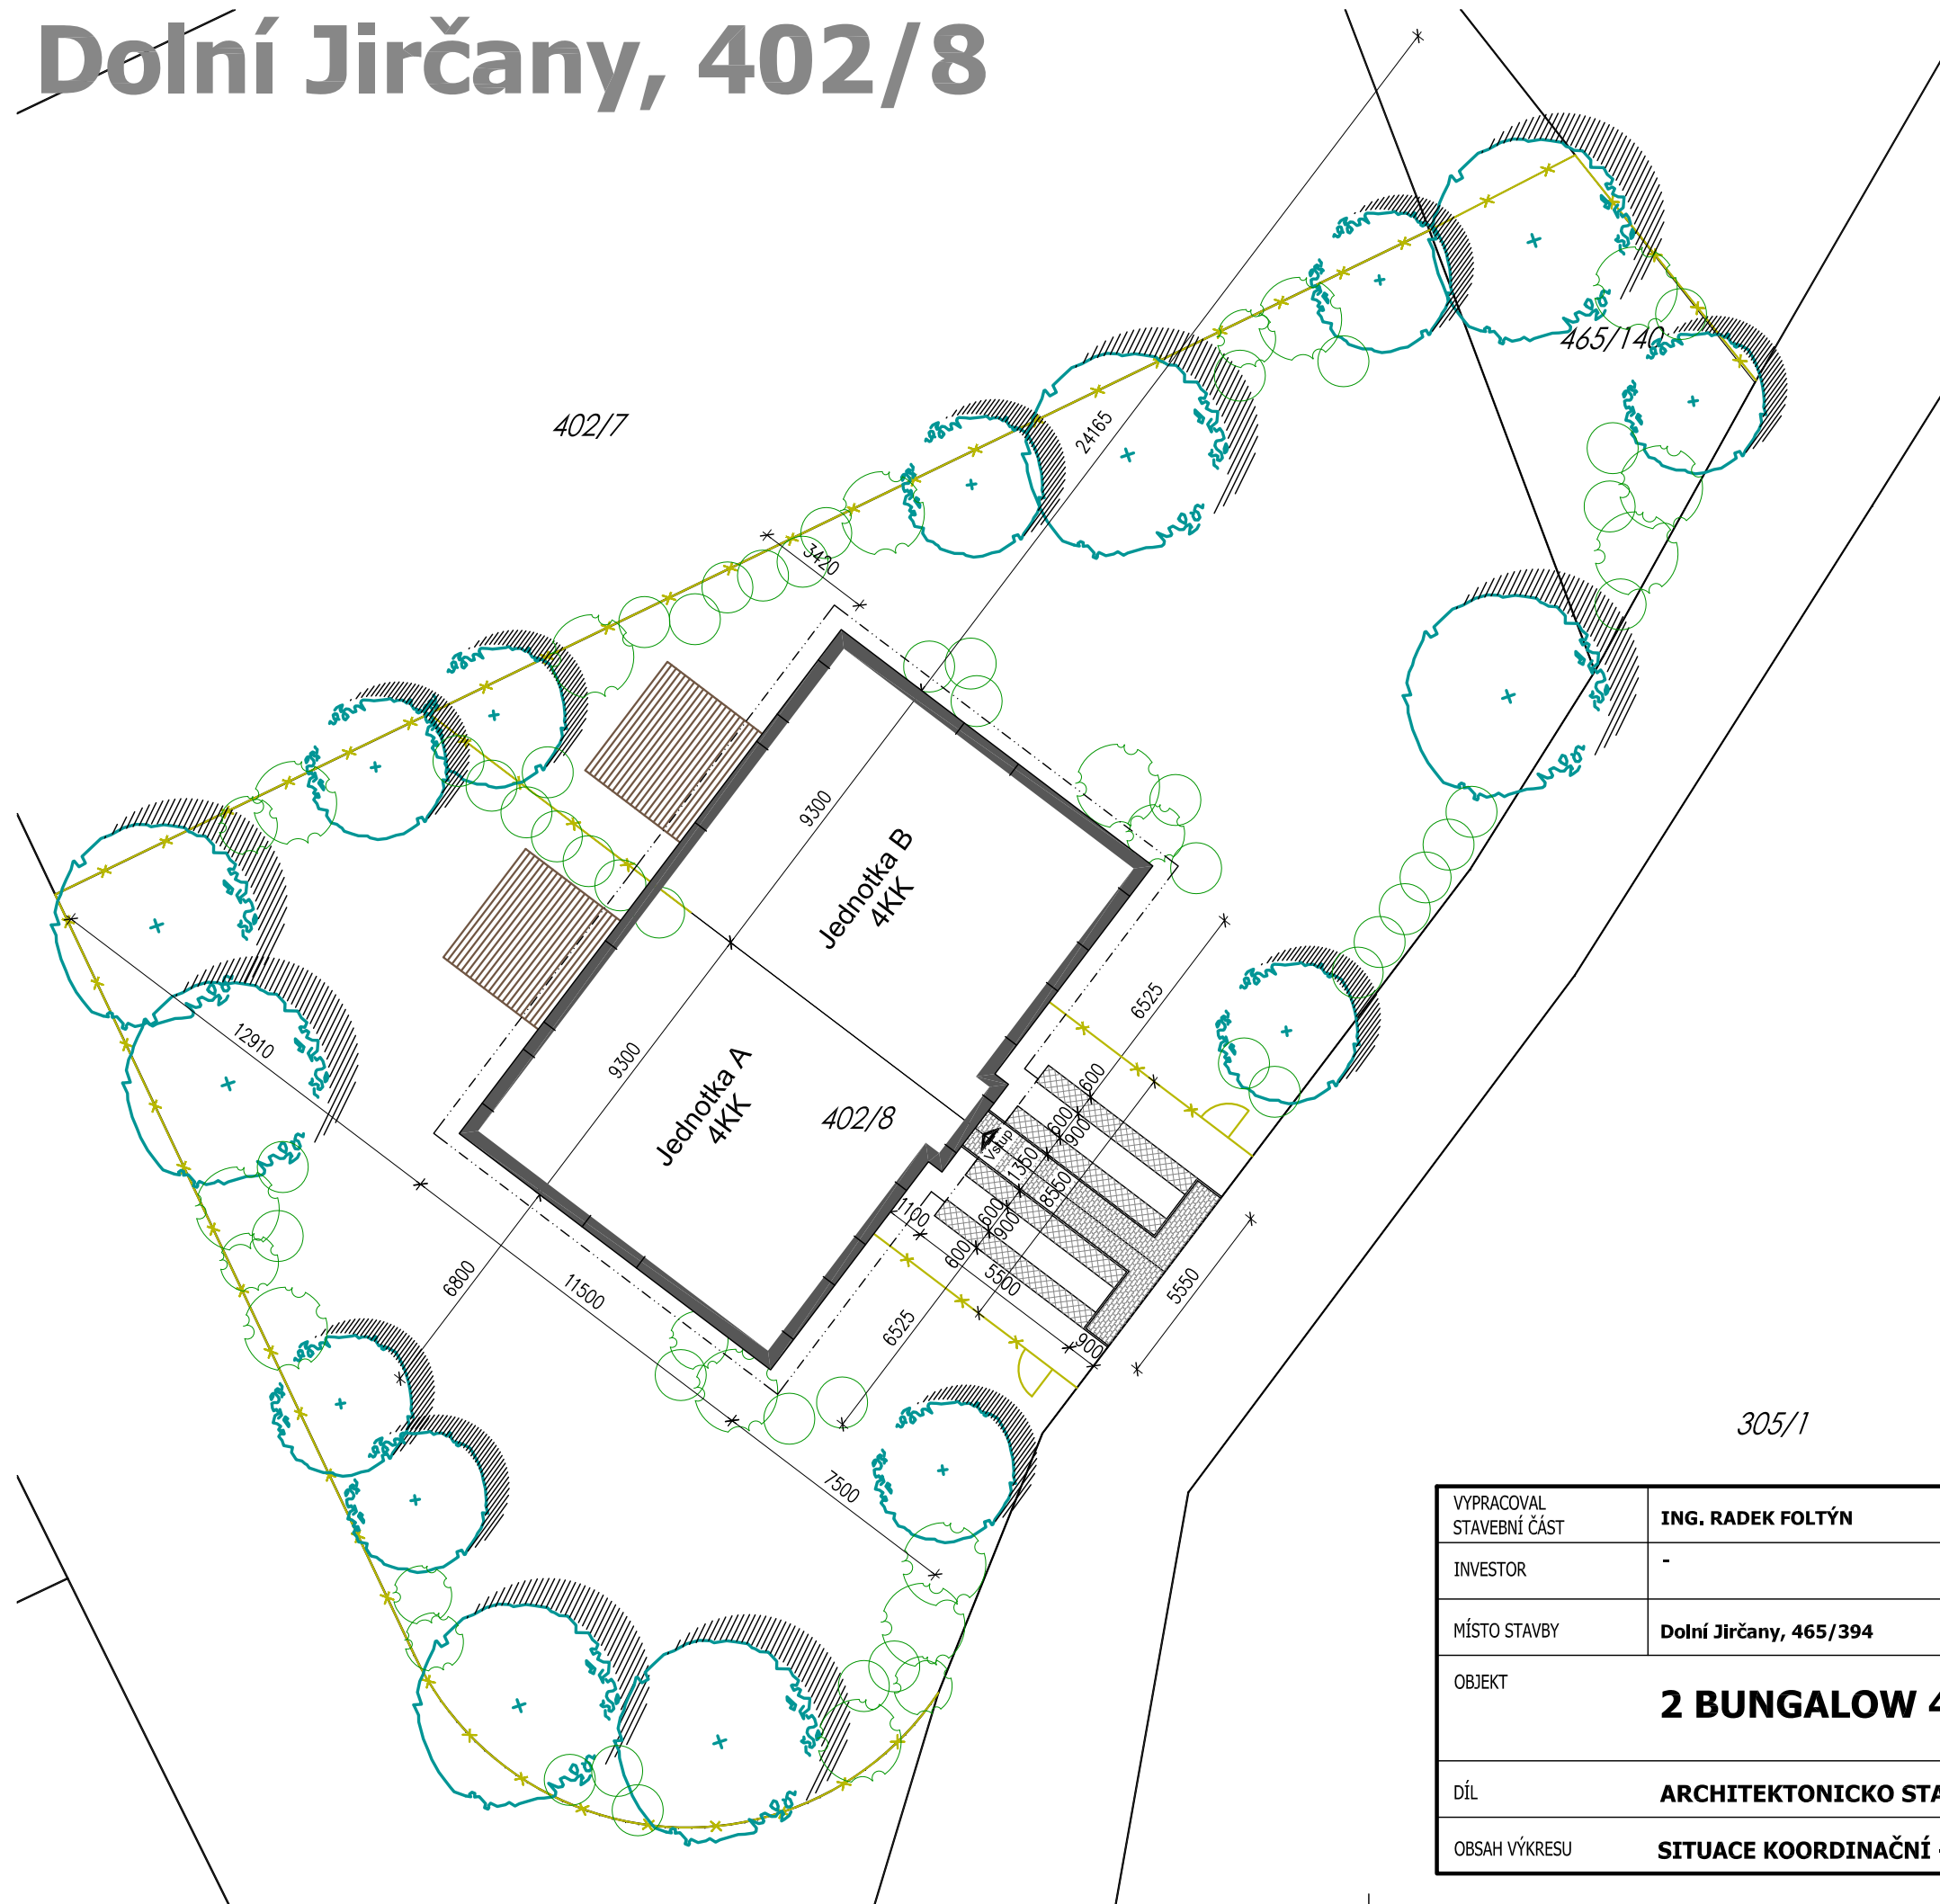 Dolní Jirčany, 402/8
465/140
402/7
24165
3420
9300
Jednotka B
4KK
6525
12910
9300
Jednotka A
4KK
402/8
600
600
900
Vstup
1350
8550
1100
600
900
600
5500
5550
6800
11500
6525
900
7500
305/1
VYPRACOVAL
STAVEBNÍ ČÁST
ING. RADEK FOLTÝN
INVESTOR
-
MÍSTO STAVBY
Dolní Jirčany, 465/394
OBJEKT
2 BUNGALOW 4
DÍL
ARCHITEKTONICKO STA
OBSAH VÝKRESU
SITUACE KOORDINAČNÍ -